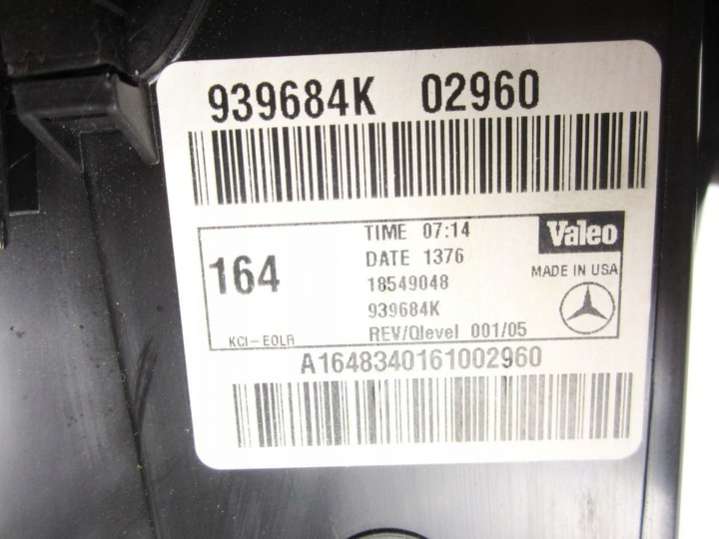 939684K 02960
164
KCI-EOLR
TIME 07:14
DATE 1376
18549048
939684K
REV/Qlevel 001/05
Valeo
MADE IN USA
A1648340161002960